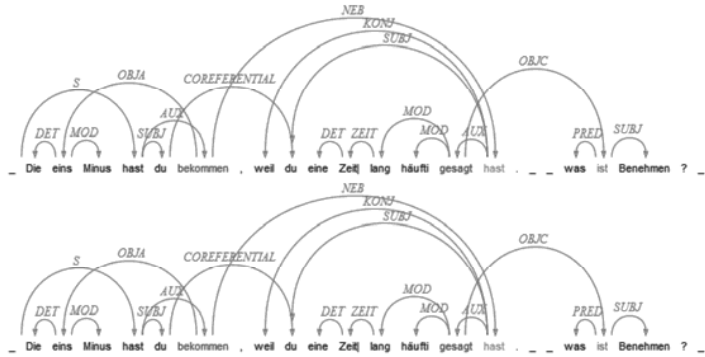 NEB
KONJ
SUBJ
OBJA
COREFERENTIAL
OBJC
S
AUX
MOD
DET MOD SUBJ DET ZEIT MOD AUX PRED SUBJ
_ Die eins Minus hast du bekommen , weil du eine Zeit| lang häufti gesagt hast . _ _ was ist Benehmen ? _
NEB
KONJ
SUBJ
OBJA
COREFERENTIAL
OBJC
S
AUX
MOD
DET MOD SUBJ DET ZEIT MOD AUX PRED SUBJ
_ Die eins Minus hast du bekommen , weil du eine Zeit| lang häufti gesagt hast . _ _ was ist Benehmen ? _